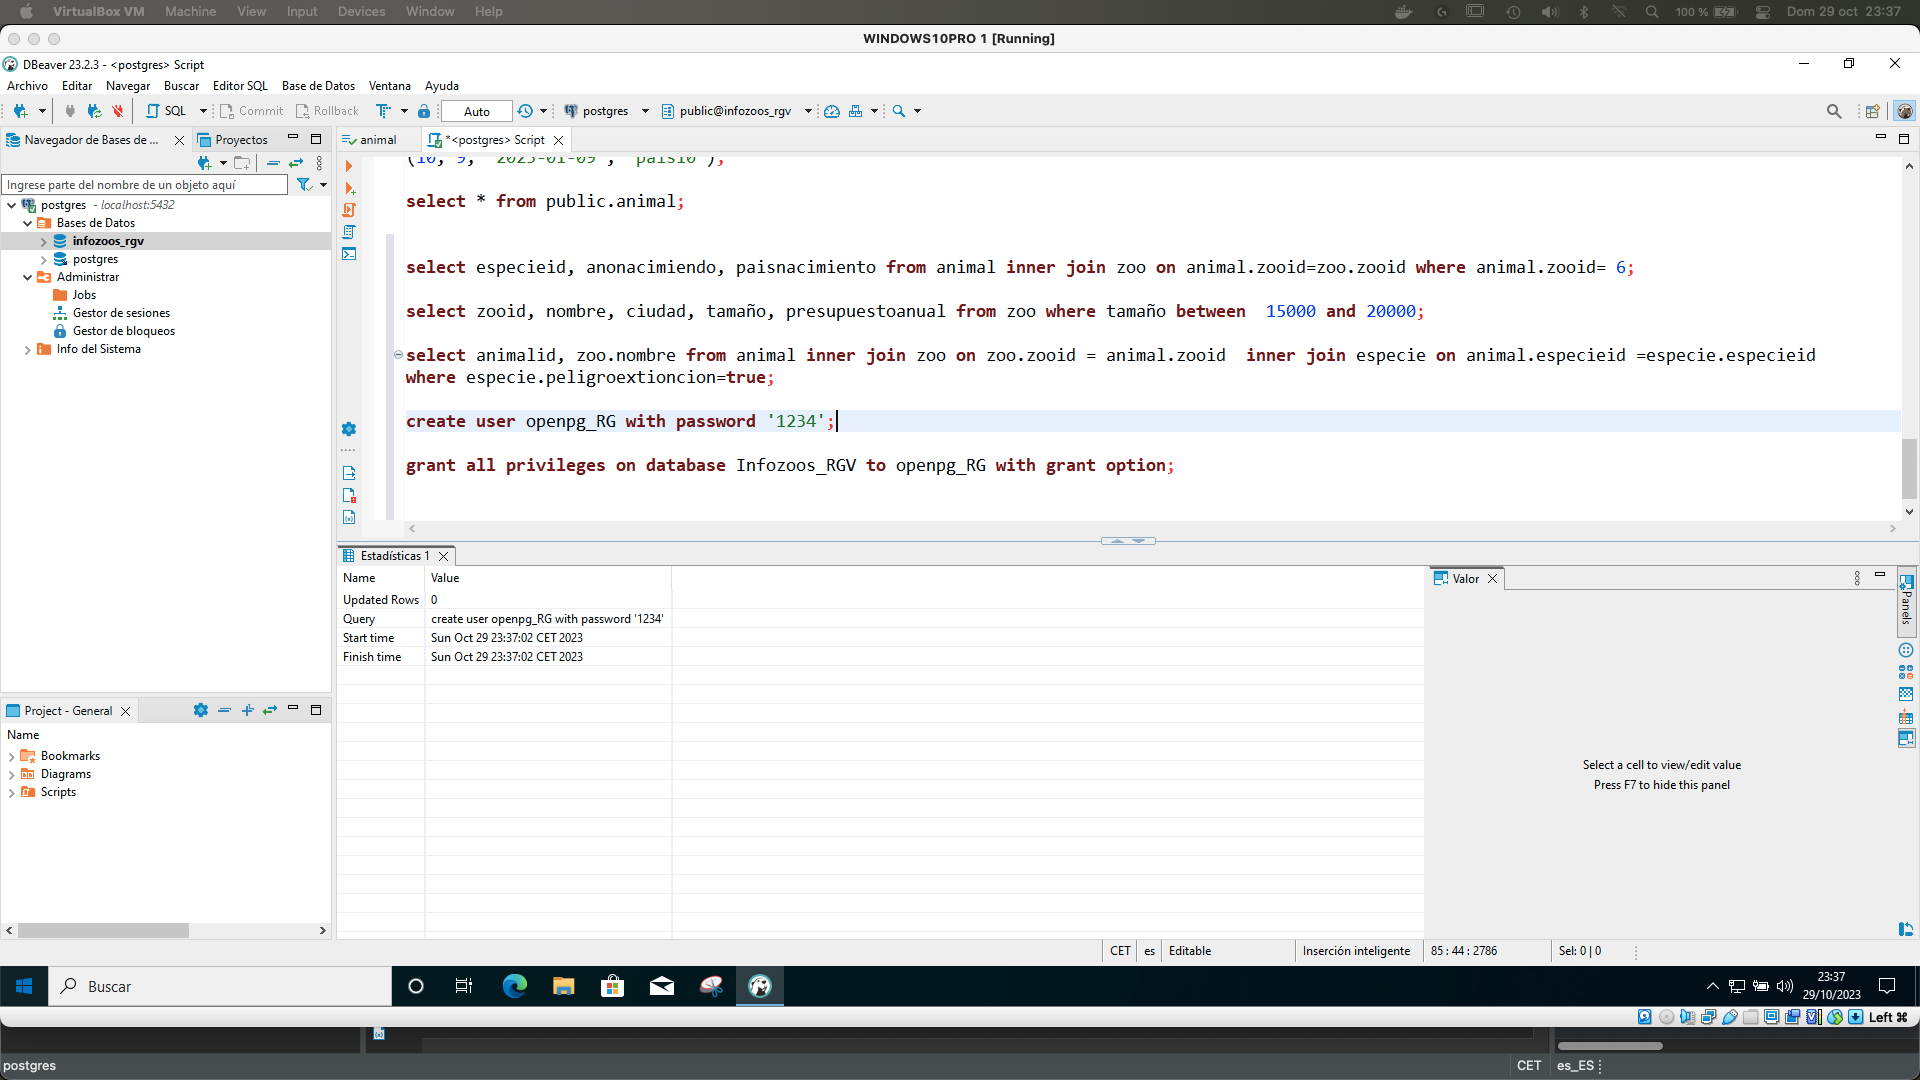 VirtualBox VM Machine View Input Devices Window Help 100 % Dom 29 oct 23:37
WINDOWS10PRO 1 [Running]
DBeaver 23.2.3 - <postgres> Script
Archivo Editar Navegar Buscar Editor SQL Base de Datos Ventana Ayuda
SQL Commit Rollback Auto postgres public@infozoos_rgv
Navegador de Bases de ... Proyectos
animal *<postgres> Script
Ingrese parte del nombre de un objeto aquí
postgres - localhost:5432
Bases de Datos
infozoos_rgv
postgres
Administrar
Jobs
Gestor de sesiones
Gestor de bloqueos
Info del Sistema
select * from public.animal;
select especieid, anonacimiendo, paisnacimiento from animal inner join zoo on animal.zooid=zoo.zooid where animal.zooid= 6;
select zooid, nombre, ciudad, tamaño, presupuestoanual from zoo where tamaño between 15000 and 20000;
select animalid, zoo.nombre from animal inner join zoo on zoo.zooid = animal.zooid inner join especie on animal.especieid =especie.especieid
where especie.peligroextioncion=true;
create user openpg_RG with password '1234';
grant all privileges on database Infozoos_RGV to openpg_RG with grant option;
Estadísticas 1
Name Value
Updated Rows 0
Query create user openpg_RG with password '1234'
Start time Sun Oct 29 23:37:02 CET 2023
Finish time Sun Oct 29 23:37:02 CET 2023
Valor
Panels
Select a cell to view/edit value
Press F7 to hide this panel
Project - General
Name
Bookmarks
Diagrams
Scripts
CET es Editable Inserción inteligente 85 : 44 : 2786 Sel: 0 | 0
Buscar
23:37
29/10/2023
Left ⌘
postgres CET es_ES